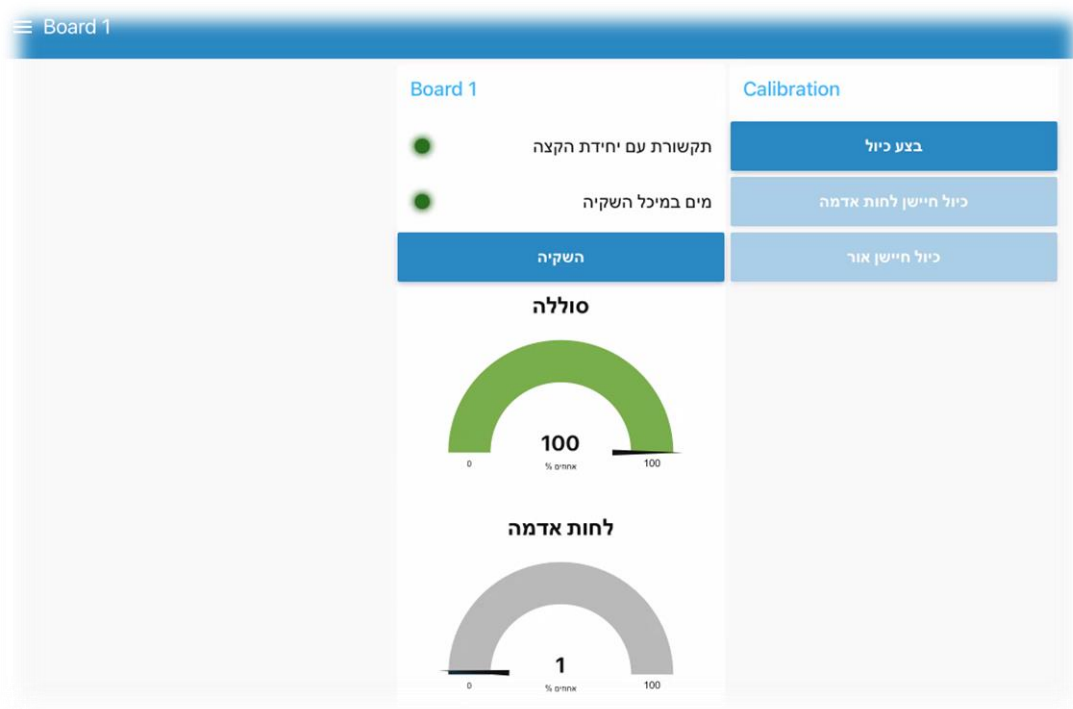 Board 1
Board 1
תקשורת עם יחידת הקצה
מים במיכל השקיה
השקיה
סוללה
100
אחוזים %
0
100
לחות אדמה
1
אחוזים %
0
100
Calibration
בצע כיול
כיול חיישן לחות אדמה
כיול חיישן אור